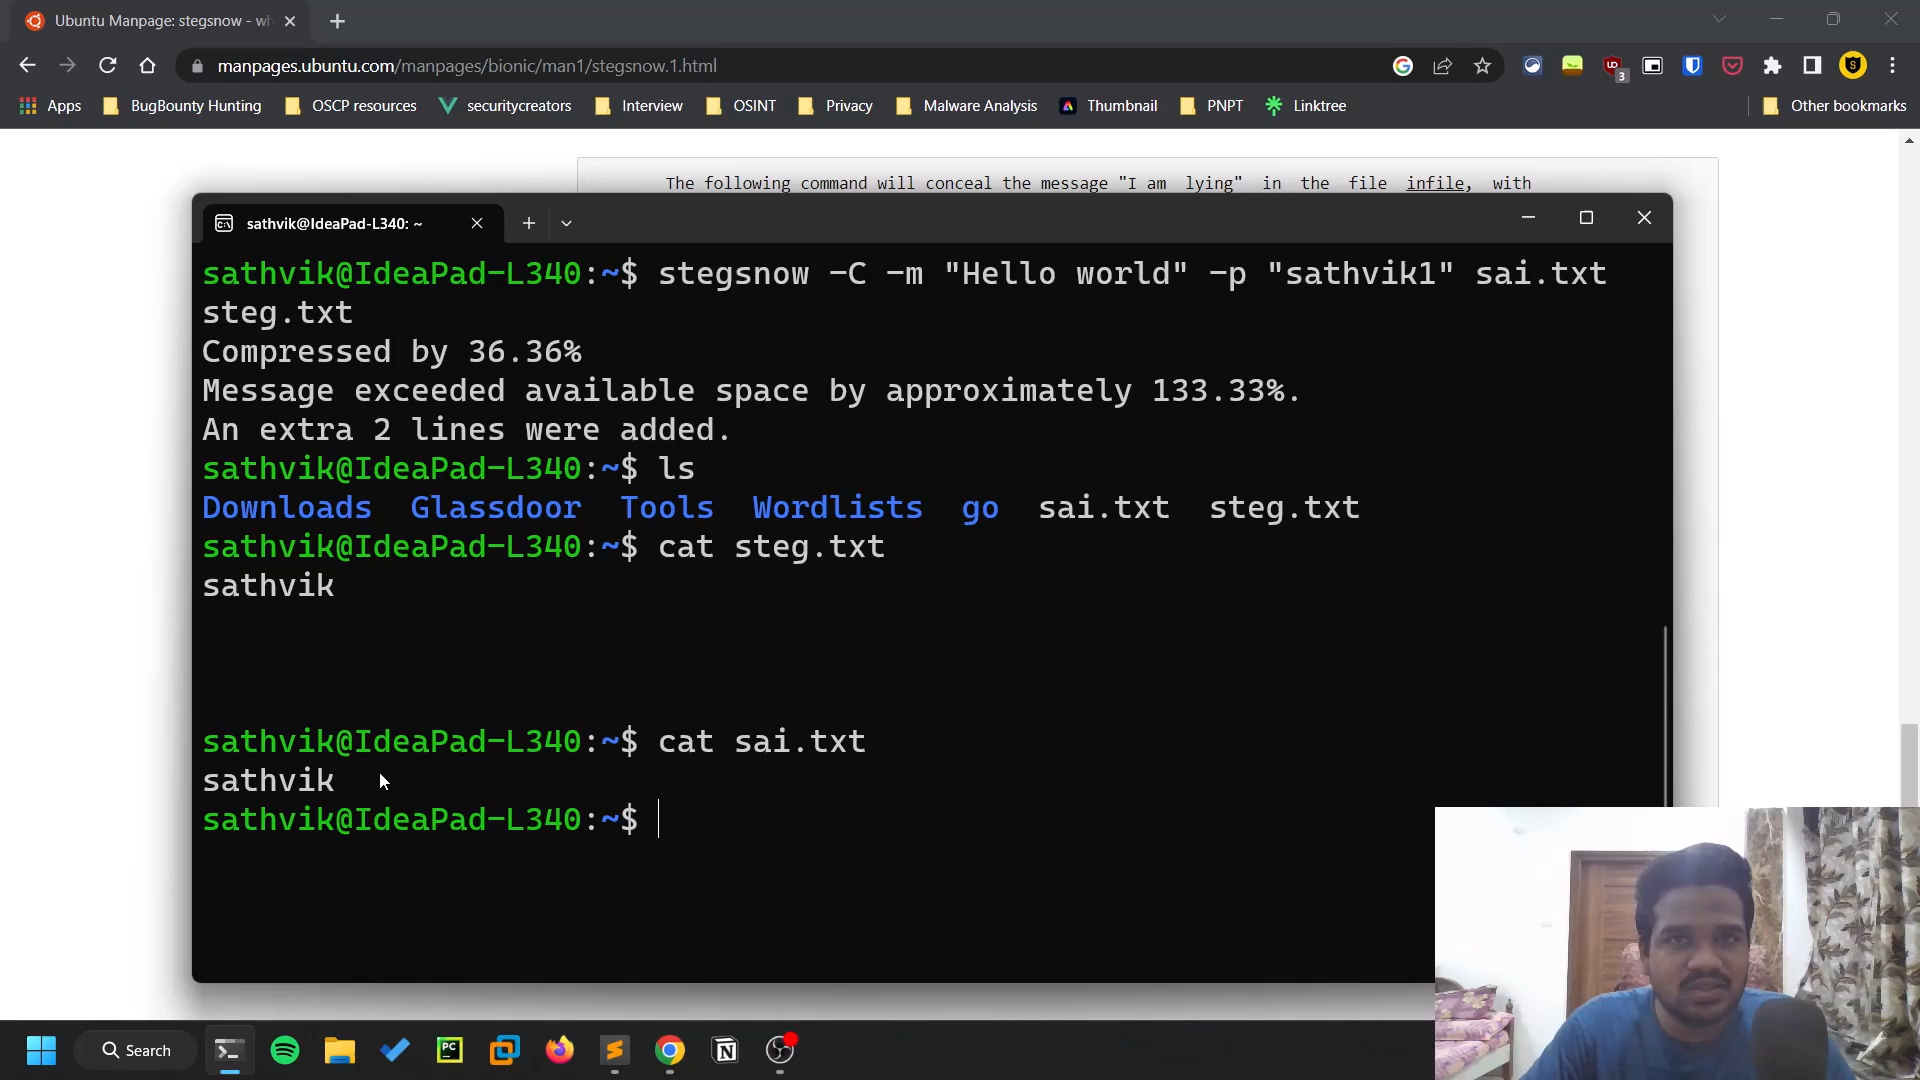 Ubuntu Manpage: stegsnow - wh
manpages.ubuntu.com/manpages/bionic/man1/stegsnow.1.html
3
S
Apps BugBounty Hunting OSCP resources securitycreators Interview OSINT Privacy Malware Analysis Thumbnail PNPT Linktree Other bookmarks
The following command will conceal the message "I am lying" in the file infile, with
sathvik@IdeaPad-L340: ~
sathvik@IdeaPad-L340:~$ stegsnow -C -m "Hello world" -p "sathvik1" sai.txt
steg.txt
Compressed by 36.36%
Message exceeded available space by approximately 133.33%.
An extra 2 lines were added.
sathvik@IdeaPad-L340:~$ ls
Downloads Glassdoor Tools Wordlists go sai.txt steg.txt
sathvik@IdeaPad-L340:~$ cat steg.txt
sathvik
sathvik@IdeaPad-L340:~$ cat sai.txt
sathvik
sathvik@IdeaPad-L340:~$
Search
PC